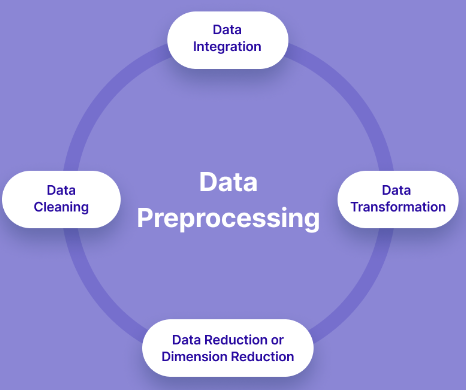 Data
Integration
Data
Cleaning
Data
Preprocessing
Data
Transformation
Data Reduction or
Dimension Reduction